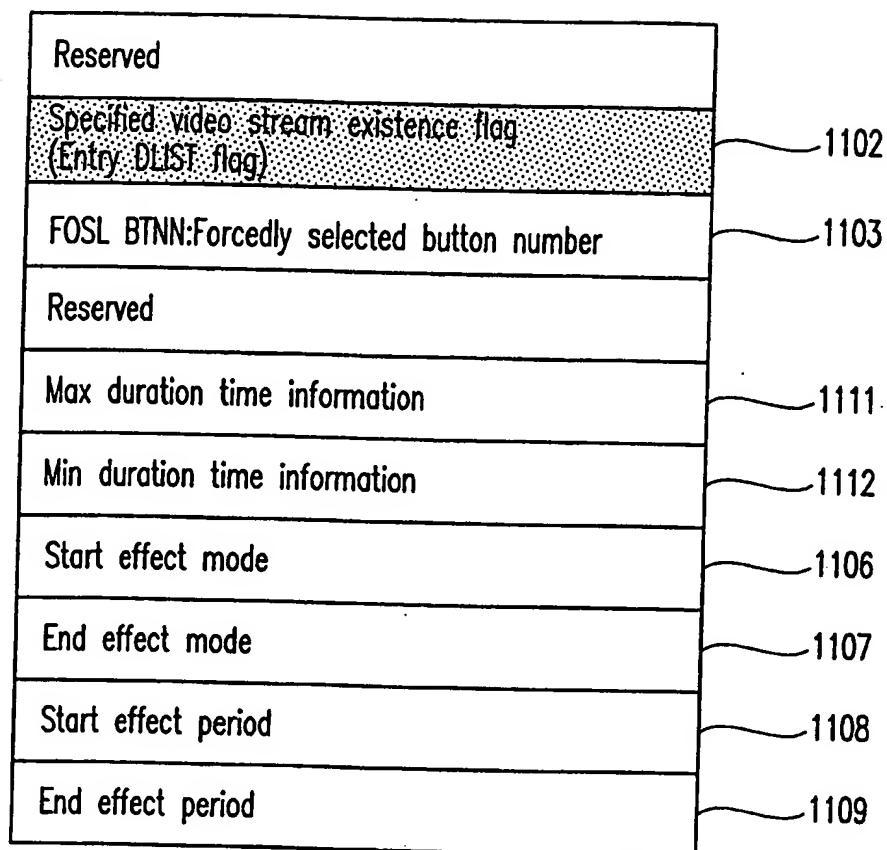 Reserved
Specified video stream existence flag
(Entry DLIST flag)
1102
FOSL BTNN:Forcedly selected button number
1103
Reserved
Max duration time information
1111
Min duration time information
1112
Start effect mode
1106
End effect mode
1107
Start effect period
1108
End effect period
1109